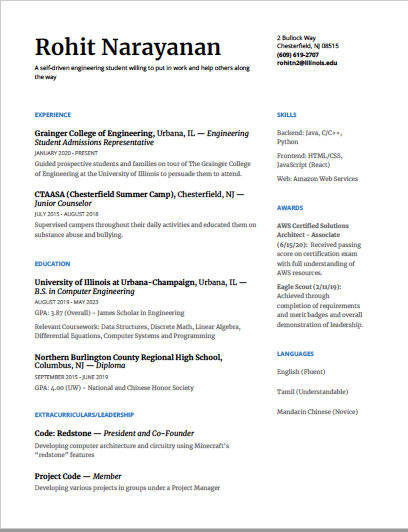 Rohit Narayanan
A self-driven engineering student willing to put in work and help others along
the way
2 Bullock Way
Chesterfield, NJ 08515
(609) 619-2707
rohitn2@illinois.edu
EXPERIENCE
Grainger College of Engineering, Urbana, IL — Engineering
Student Admissions Representative
JANUARY 2020 - PRESENT
Guided prospective students and families on tour of The Grainger College
of Engineering at the University of Illinois to persuade them to attend.
CTAASA (Chesterfield Summer Camp), Chesterfield, NJ —
Junior Counselor
JULY 2015 - AUGUST 2018
Supervised campers throughout their daily activities and educated them on
substance abuse and bullying.
EDUCATION
University of Illinois at Urbana-Champaign, Urbana, IL —
B.S. in Computer Engineering
AUGUST 2019 - MAY 2023
GPA: 3.87 (Overall) - James Scholar in Engineering
Relevant Coursework: Data Structures, Discrete Math, Linear Algebra,
Differential Equations, Computer Systems and Programming
Northern Burlington County Regional High School,
Columbus, NJ — Diploma
SEPTEMBER 2015 - JUNE 2019
GPA: 4.00 (UW) - National and Chinese Honor Society
EXTRACURRICULARS/LEADERSHIP
Code: Redstone — President and Co-Founder
Developing computer architecture and circuitry using Minecraft's
"redstone" features
Project Code — Member
Developing various projects in groups under a Project Manager
SKILLS
Backend: Java, C/C++,
Python
Frontend: HTML/CSS,
JavaScript (React)
Web: Amazon Web Services
AWARDS
AWS Certified Solutions
Architect - Associate
(6/15/20): Received passing
score on certification exam
with full understanding of
AWS resources.
Eagle Scout (2/11/19):
Achieved through
completion of requirements
and merit badges and overall
demonstration of leadership.
LANGUAGES
English (Fluent)
Tamil (Understandable)
Mandarin Chinese (Novice)